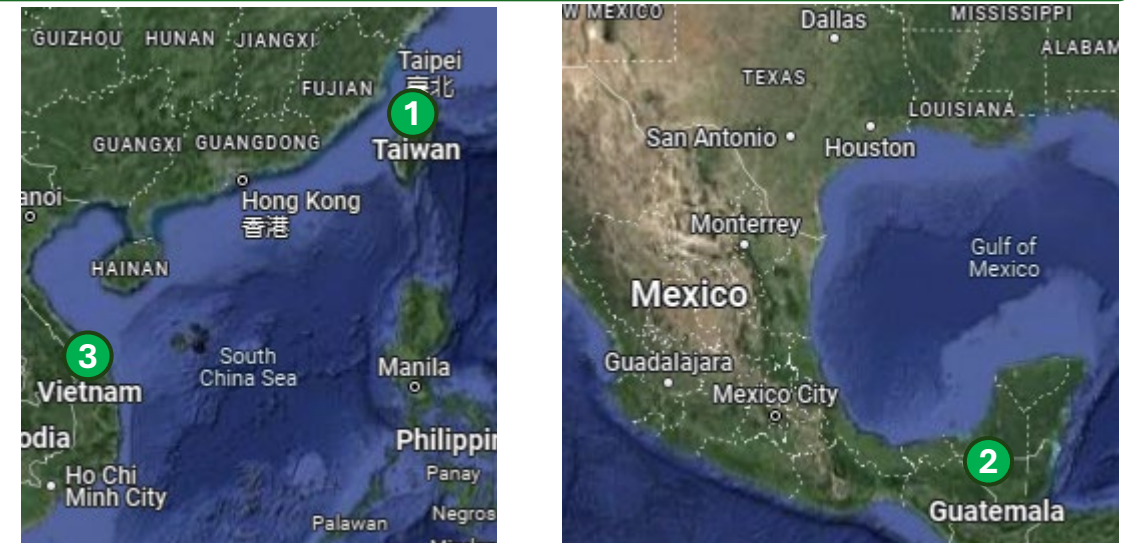 GUIZHOU
HUNAN
JIANGXI
Taipei
臺北
FUJIAN
1
GUANGXI
GUANGDONG
Taiwan
anoi
Hong Kong
香港
HAINAN
3
South
China Sea
Vietnam
Manila
odia
Philippi
Ho Chi
Minh City
Panay
Palawan
Negros
W MEXICO
Dallas
MISSISSIPPI
ALABAM
TEXAS
LOUISIANA
San Antonio
Houston
Monterrey
Gulf of
Mexico
Mexico
Guadalajara
Mexico City
2
Guatemala